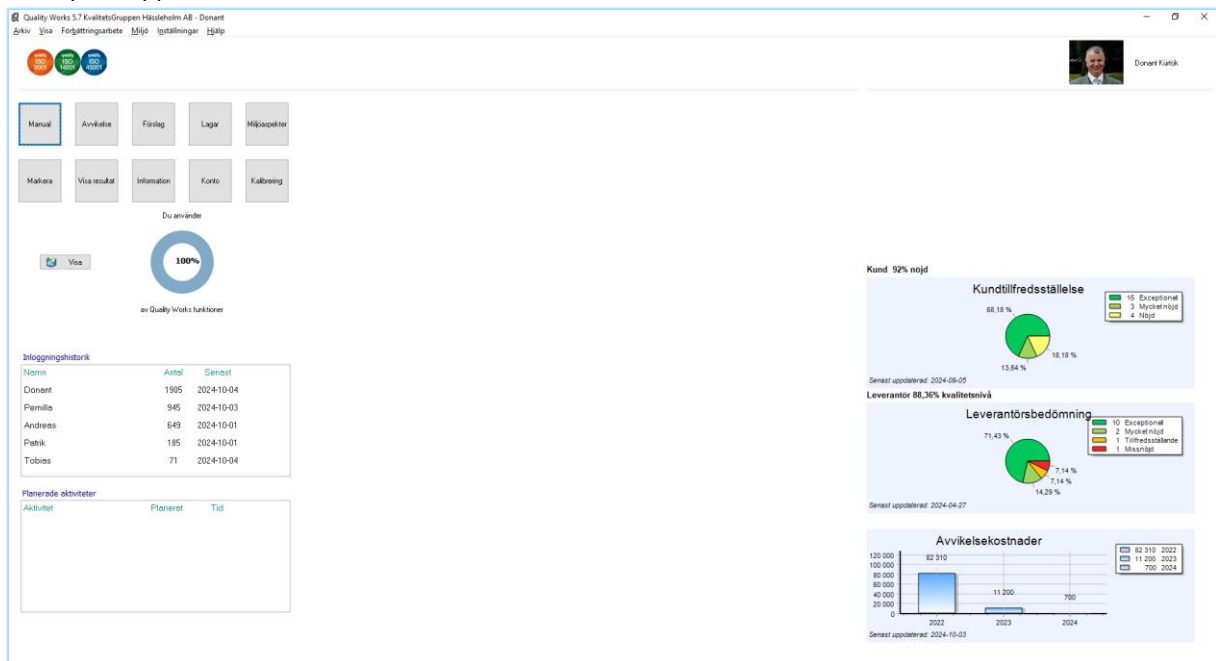 Quality Works 5.7 KvalitetsGruppen Hässleholm AB - Donant
Arkiv Visa Förbättringsarbete Miljö Inställningar Hjälp
ISO 9001 ISO 14001 ISO 45001
Donant Kürtök
Manual Avvikelse Förslag Lagar Miljöaspekter
Markera Visa resultat Information Konto Kalibrering
Du använder
Visa
100%
av Quality Works funktioner
Inloggningshistorik
Namn Antal Senast
Donant 1985 2024-10-04
Pernilla 945 2024-10-03
Andreas 649 2024-10-01
Patrik 185 2024-10-01
Tobias 71 2024-10-04
Planerade aktiviteter
Aktivitet Planerat Tid
Kund 92% nöjd
Kundtillfredsställelse
15 Exceptionell
3 Mycket nöjd
4 Nöjd
68,18 %
18,18 %
13,64 %
Senast uppdaterad: 2024-09-05
Leverantör 88,36% kvalitetsnivå
Leverantörsbedömning
10 Exceptionell
2 Mycket nöjd
1 Tillfredsställande
1 Missnöjd
71,43 %
7,14 %
7,14 %
14,29 %
Senast uppdaterad: 2024-04-27
Avvikelsekostnader
82 310 2022
11 200 2023
700 2024
120 000
100 000
80 000
60 000
40 000
20 000
0
82 310
11 200
700
2022 2023 2024
Senast uppdaterad: 2024-10-03